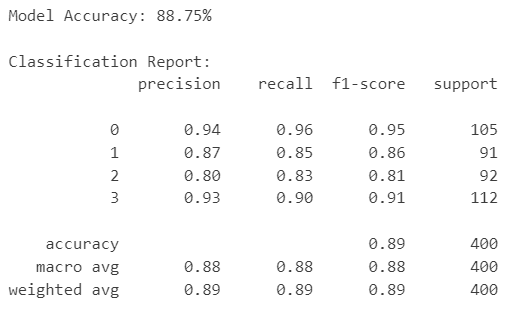 Model Accuracy: 88.75%
Classification Report:
precision recall f1-score support
0 0.94 0.96 0.95 105
1 0.87 0.85 0.86 91
2 0.80 0.83 0.81 92
3 0.93 0.90 0.91 112
accuracy 0.89 400
macro avg 0.88 0.88 0.88 400
weighted avg 0.89 0.89 0.89 400